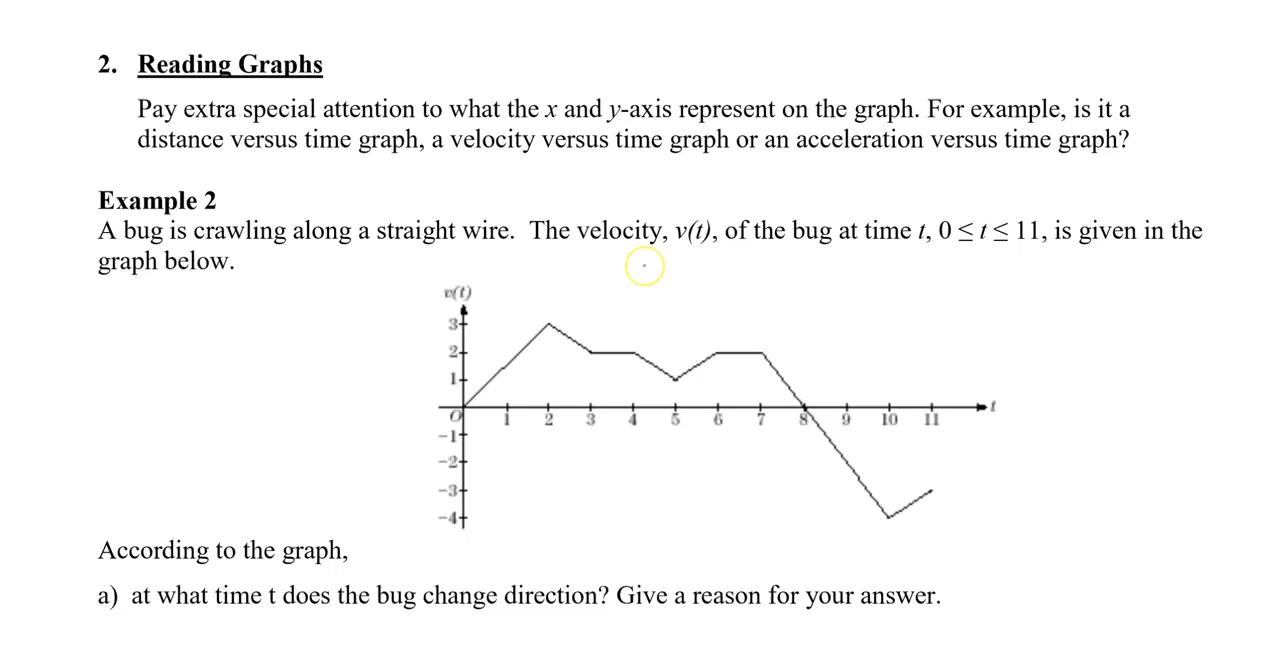 2. Reading Graphs
Pay extra special attention to what the x and y-axis represent on the graph. For example, is it a
distance versus time graph, a velocity versus time graph or an acceleration versus time graph?
Example 2
A bug is crawling along a straight wire. The velocity, v(t), of the bug at time t, 0 ≤ t ≤ 11, is given in the
graph below.
v(t)
3
2
1
O 1 2 3 4 5 6 7 8 9 10 11 t
-1
-2
-3
-4
According to the graph,
a) at what time t does the bug change direction? Give a reason for your answer.